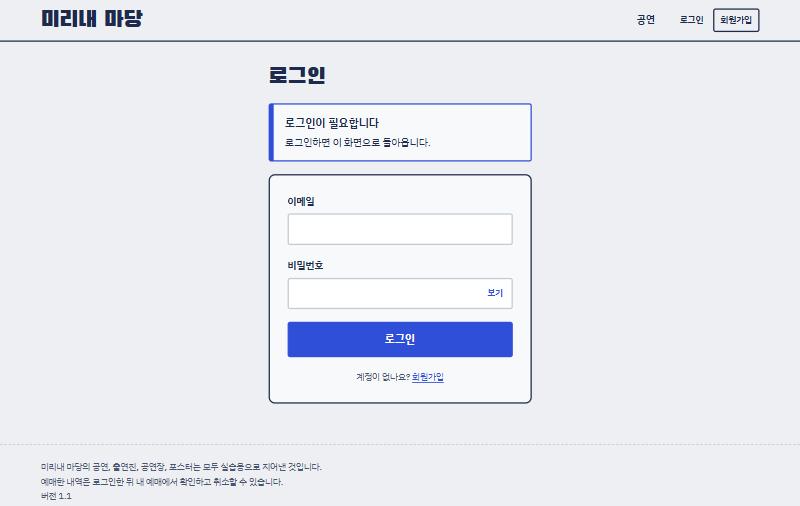 미리내 마당
공연 로그인 회원가입
로그인
로그인이 필요합니다
로그인하면 이 화면으로 돌아옵니다.
이메일
비밀번호
보기
로그인
계정이 없나요? 회원가입
미리내 마당의 공연, 출연진, 공연장, 포스터는 모두 실습용으로 지어낸 것입니다.
예매한 내역은 로그인한 뒤 내 예매에서 확인하고 취소할 수 있습니다.
버전 1.1